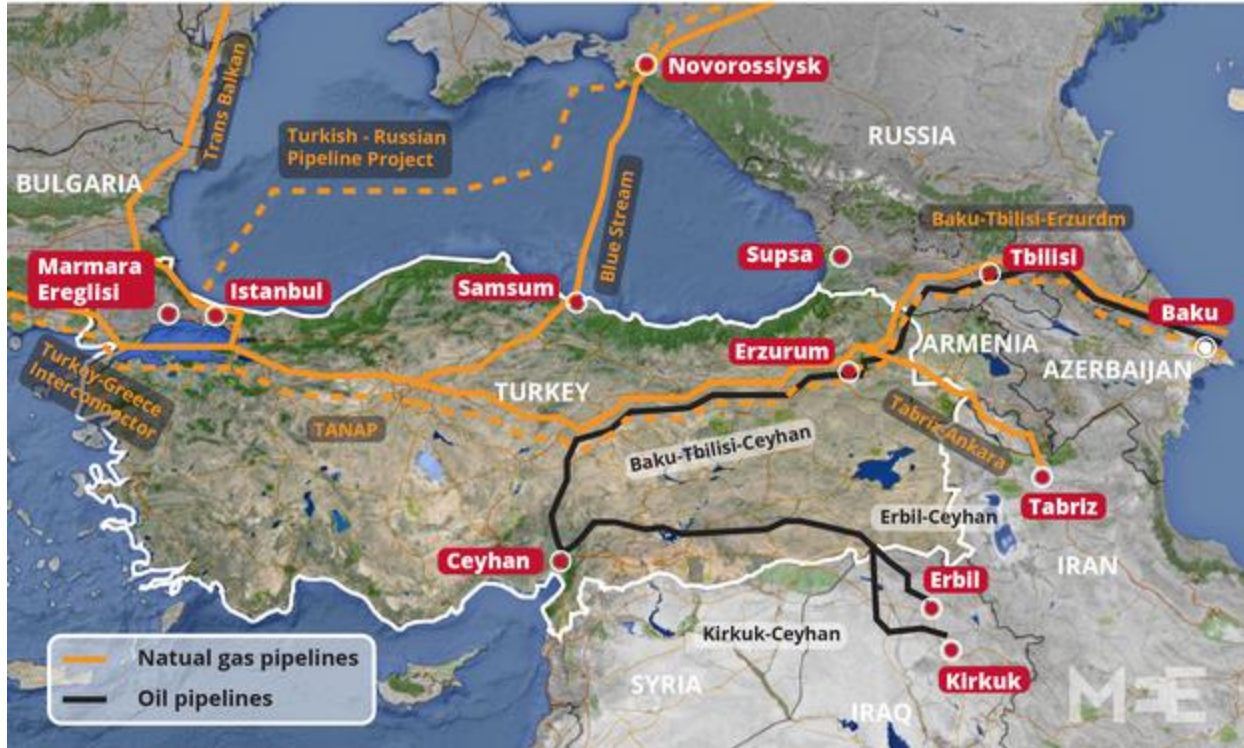 Trans Balkan
Novorosslysk
Turkish - Russian
Pipeline Project
RUSSIA
BULGARIA
Blue Stream
Baku-Tbilisi-Erzurdm
Supsa
Tbilisi
Marmara
Ereglisi
Istanbul
Samsum
Baku
Erzurum
ARMENIA
AZERBAIJAN
Turkey-Greece
Interconnector
TURKEY
TANAP
Tabriz-Ankara
Baku-Tbilisi-Ceyhan
Tabriz
Erbil-Ceyhan
Ceyhan
IRAN
Erbil
Kirkuk-Ceyhan
Natual gas pipelines
Kirkuk
SYRIA
Oil pipelines
IRAQ
MEE